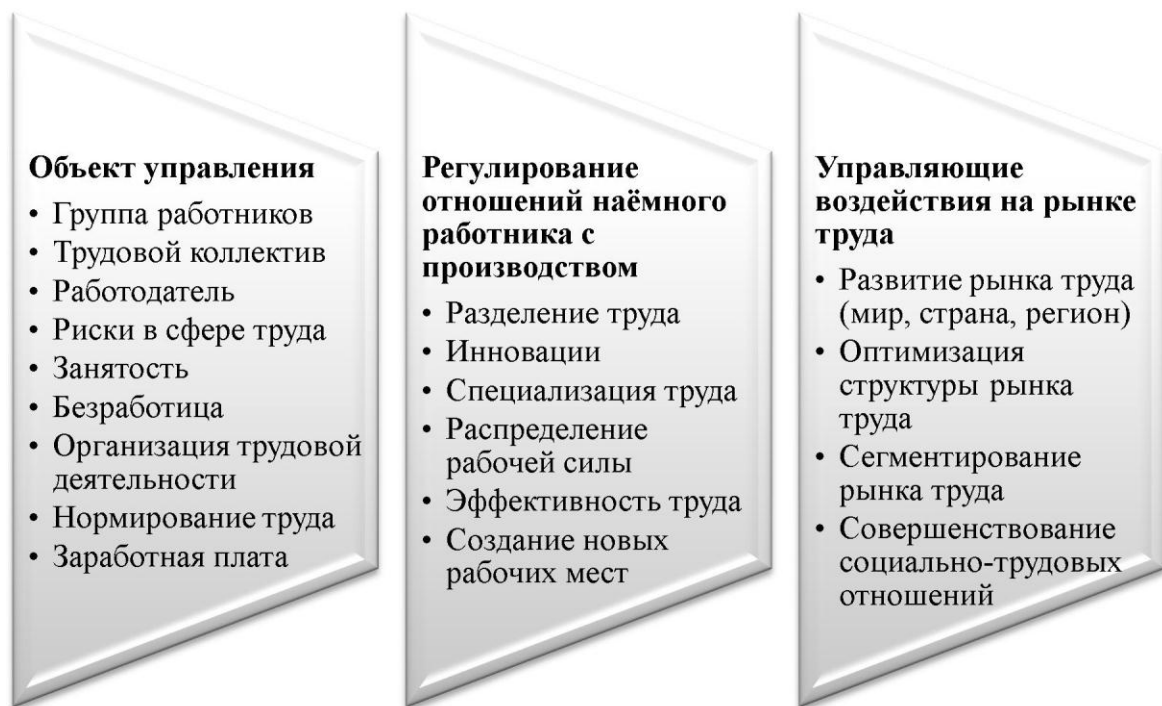 Объект управления
• Группа работников
• Трудовой коллектив
• Работодатель
• Риски в сфере труда
• Занятость
• Безработица
• Организация трудовой
деятельности
• Нормирование труда
• Заработная плата
Регулирование
отношений наёмного
работника с
производством
• Разделение труда
• Инновации
• Специализация труда
• Распределение
рабочей силы
• Эффективность труда
• Создание новых
рабочих мест
Управляющие
воздействия на рынке
труда
• Развитие рынка труда
(мир, страна, регион)
• Оптимизация
структуры рынка
труда
• Сегментирование
рынка труда
• Совершенствование
социально-трудовых
отношений